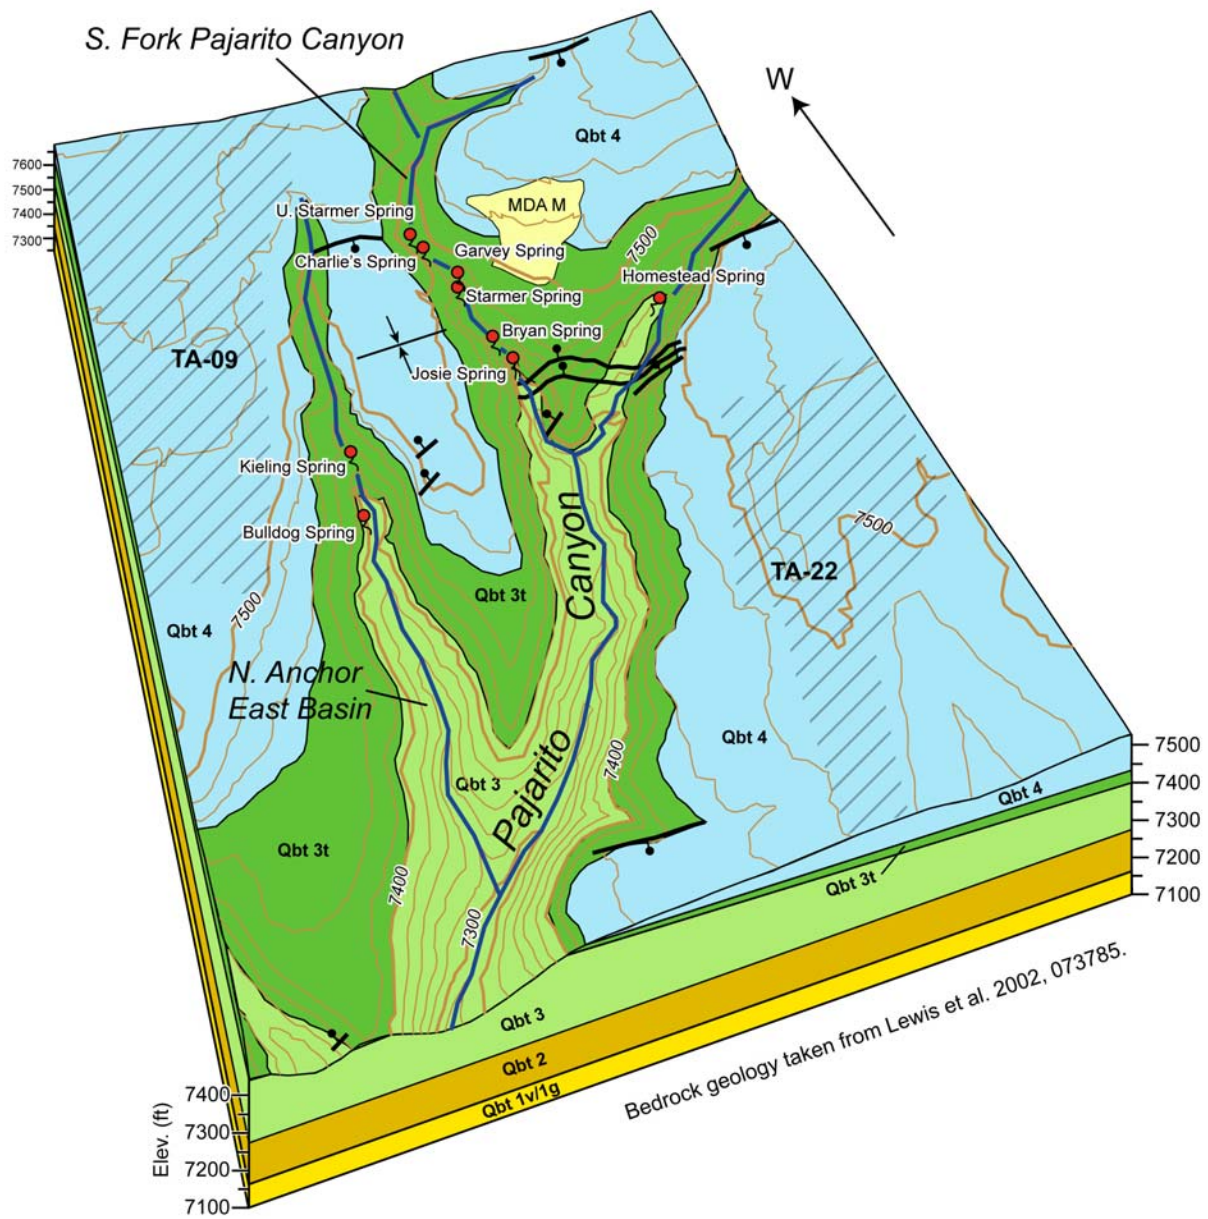 S. Fork Pajarito Canyon
W
Qbt 4
7600
7500
7400
7300
MDA M
U. Starmer Spring
7500
Garvey Spring
Charlie's Spring
Homestead Spring
Starmer Spring
Bryan Spring
TA-09
Josie Spring
Kieling Spring
Bulldog Spring
7500
Canyon
TA-22
Qbt 3t
7500
Qbt 4
N. Anchor
East Basin
Qbt 4
7400
Qbt 3
Pajarito
7500
7400
7300
7200
7100
Qbt 4
Qbt 3t
Qbt 3t
7400
7300
Qbt 3
Qbt 2
Qbt 1v/1g
Bedrock geology taken from Lewis et al. 2002, 073785.
Elev. (ft)
7400
7300
7200
7100